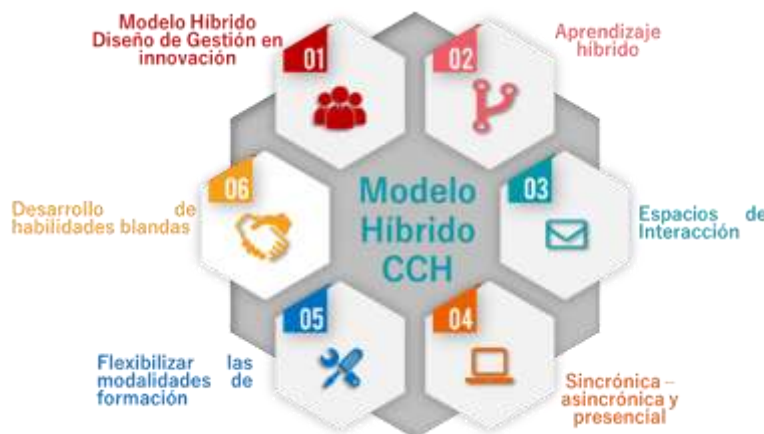 Modelo Híbrido
Diseño de Gestión en
innovación
01
02
Aprendizaje
híbrido
03
Espacios de
Interacción
04
Sincrónica –
asincrónica y
presencial
05
Flexibilizar las
modalidades de
formación
06
Desarrollo de
habilidades blandas
Modelo
Híbrido
CCH